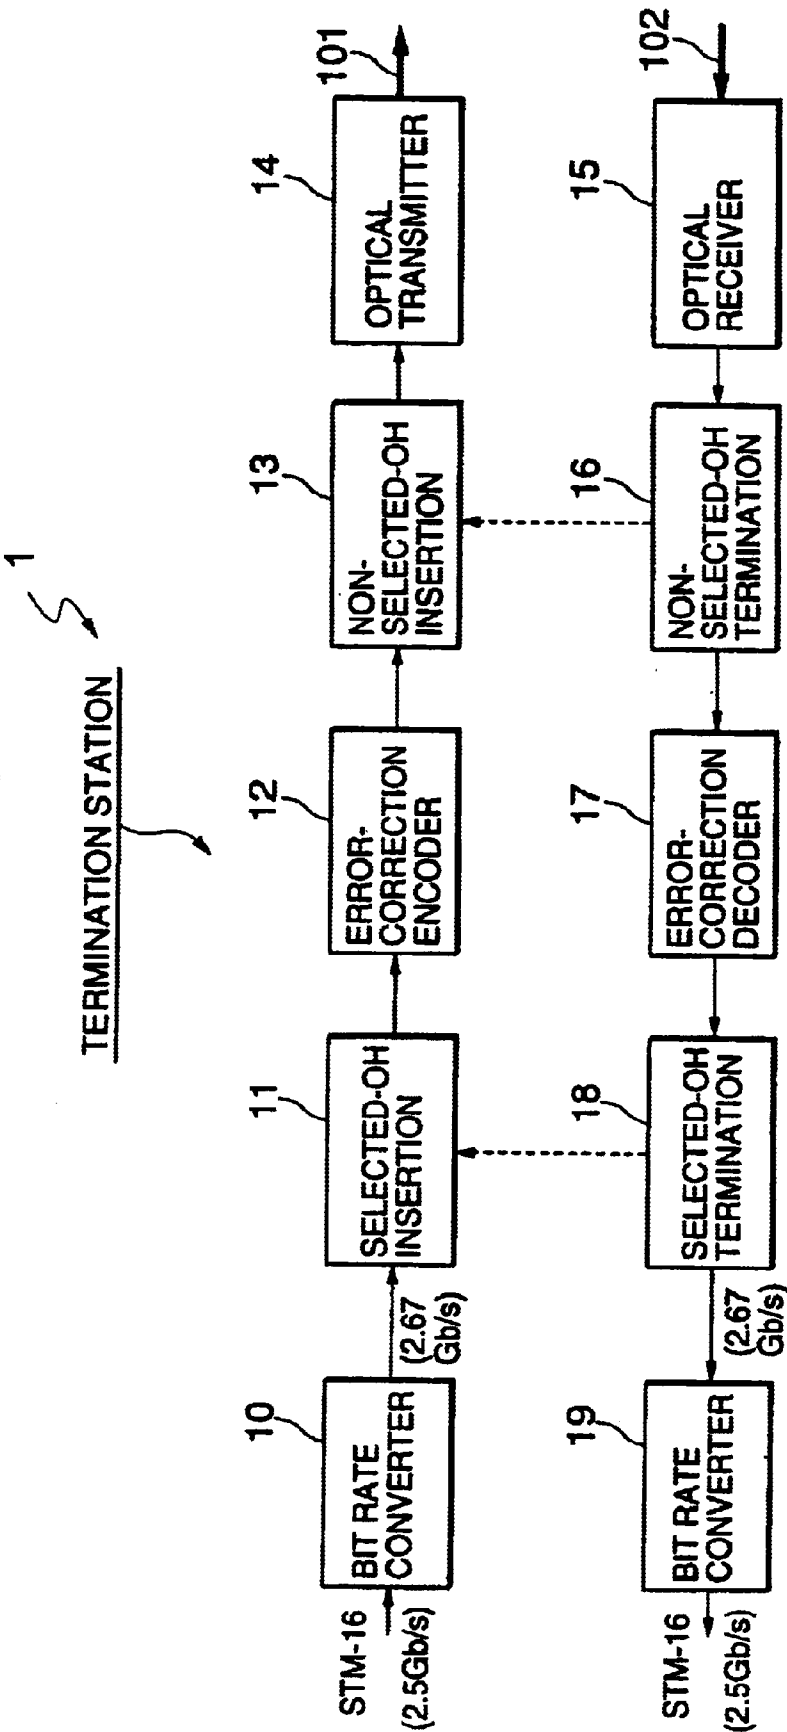 TERMINATION STATION
1
STM-16
(2.5Gb/s)
10
BIT RATE
CONVERTER
(2.67
Gb/s)
11
SELECTED-OH
INSERTION
12
ERROR-
CORRECTION
ENCODER
13
NON-
SELECTED-OH
INSERTION
14
OPTICAL
TRANSMITTER
101
STM-16
(2.5Gb/s)
19
BIT RATE
CONVERTER
(2.67
Gb/s)
18
SELECTED-OH
TERMINATION
17
ERROR-
CORRECTION
DECODER
16
NON-
SELECTED-OH
TERMINATION
15
OPTICAL
RECEIVER
102